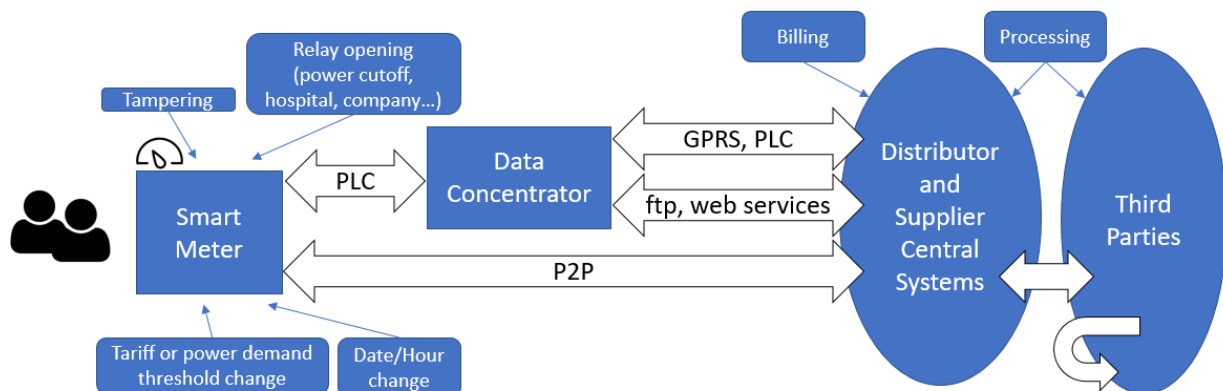 Billing
Processing
Relay opening
(power cutoff,
hospital, company...)
Tampering
GPRS, PLC
Data
Concentrator
PLC
Distributor
and
Supplier
Central
Systems
ftp, web services
Third
Parties
Smart
Meter
P2P
Tariff or power demand
threshold change
Date/Hour
change